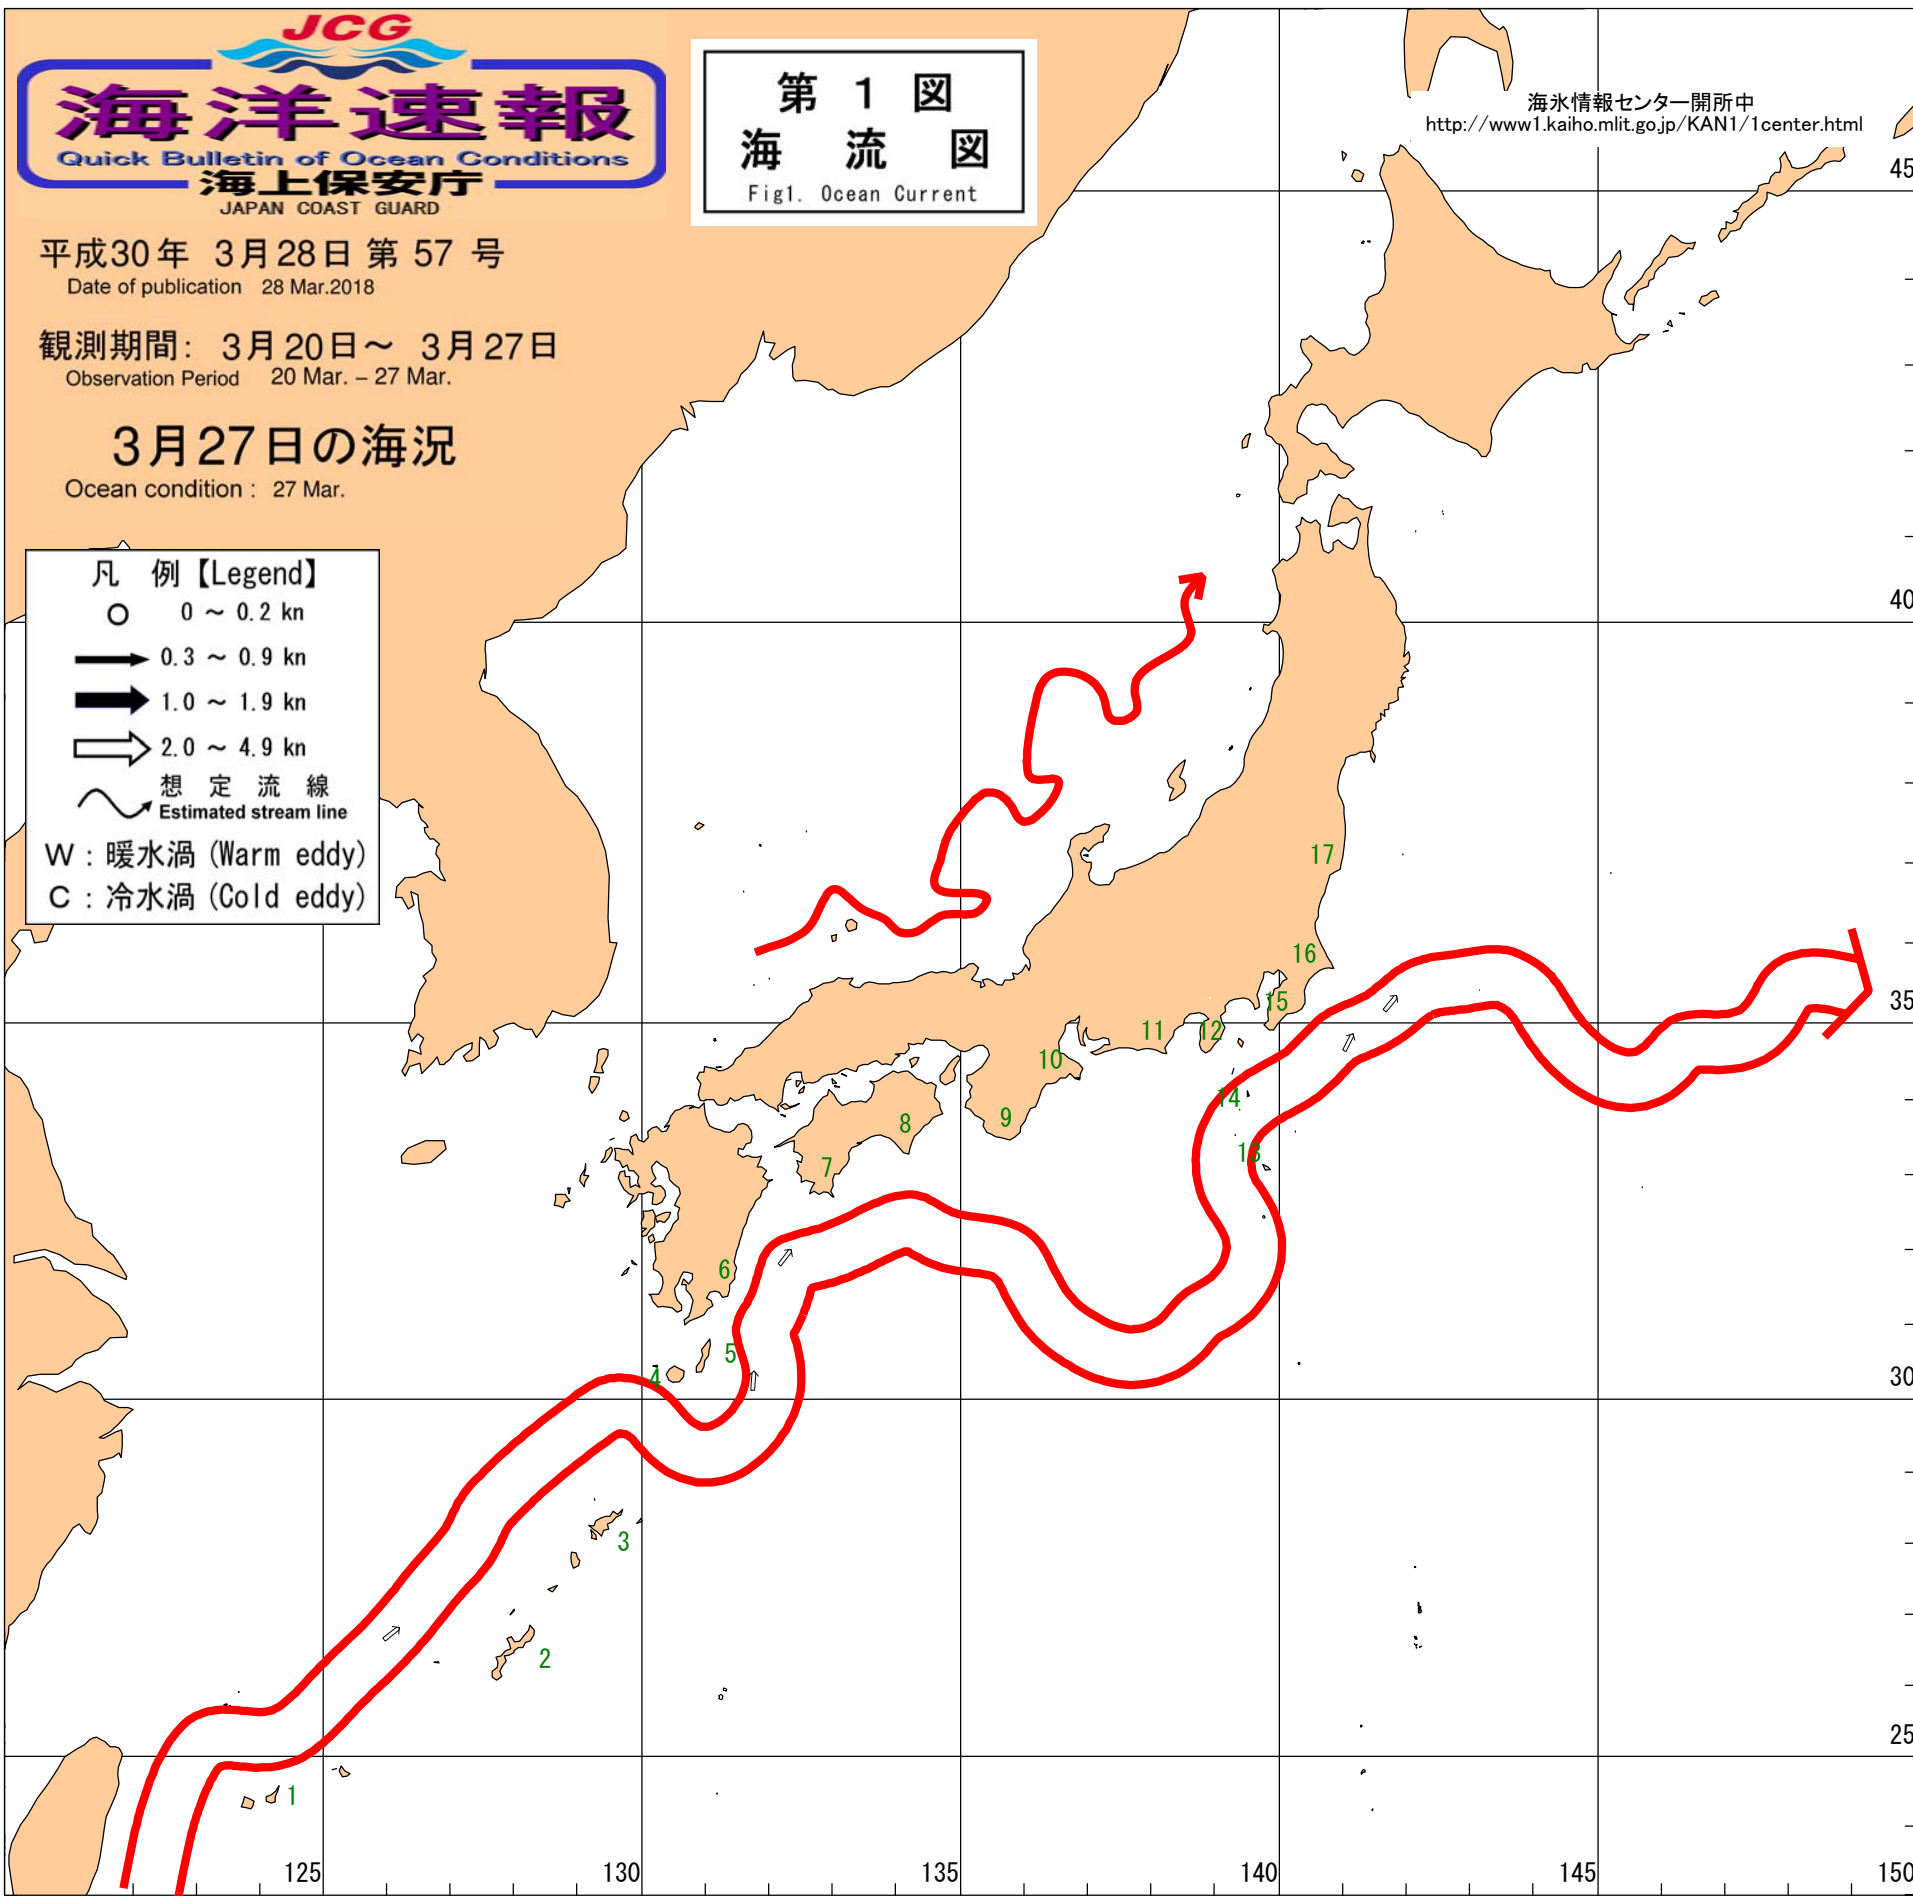 JCG
海洋速報
Quick Bulletin of Ocean Conditions
海上保安庁
JAPAN COAST GUARD
第 1 図
海 流 図
Fig1. Ocean Current
海氷情報センター開所中
http://www1.kaiho.mlit.go.jp/KAN1/1center.html
平成30年 3月28日 第 57 号
Date of publication 28 Mar.2018
観測期間: 3月20日～ 3月27日
Observation Period 20 Mar. – 27 Mar.
3月27日の海況
Ocean condition : 27 Mar.
凡 例【Legend】
0 ～ 0.2 kn
0.3 ～ 0.9 kn
1.0 ～ 1.9 kn
2.0 ～ 4.9 kn
想 定 流 線
Estimated stream line
W : 暖水渦 (Warm eddy)
C : 冷水渦 (Cold eddy)
45
40
17
16
35
15
12
11
10
14
9
8
13
7
6
5
4
30
3
2
25
1
125
130
135
140
145
150